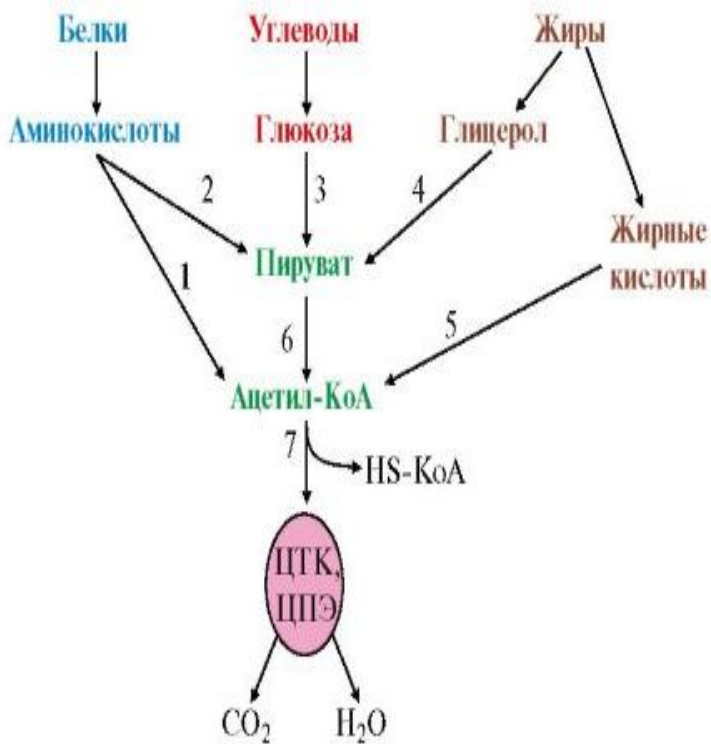 Белки Углеводы Жиры
Аминокислоты Глюкоза Глицерол
2 3 4
Жирные
кислоты
Пируват
1
6 5
Ацетил-КоА
7
HS-КоА
ЦТК,
ЦПЭ
CO₂ H₂O